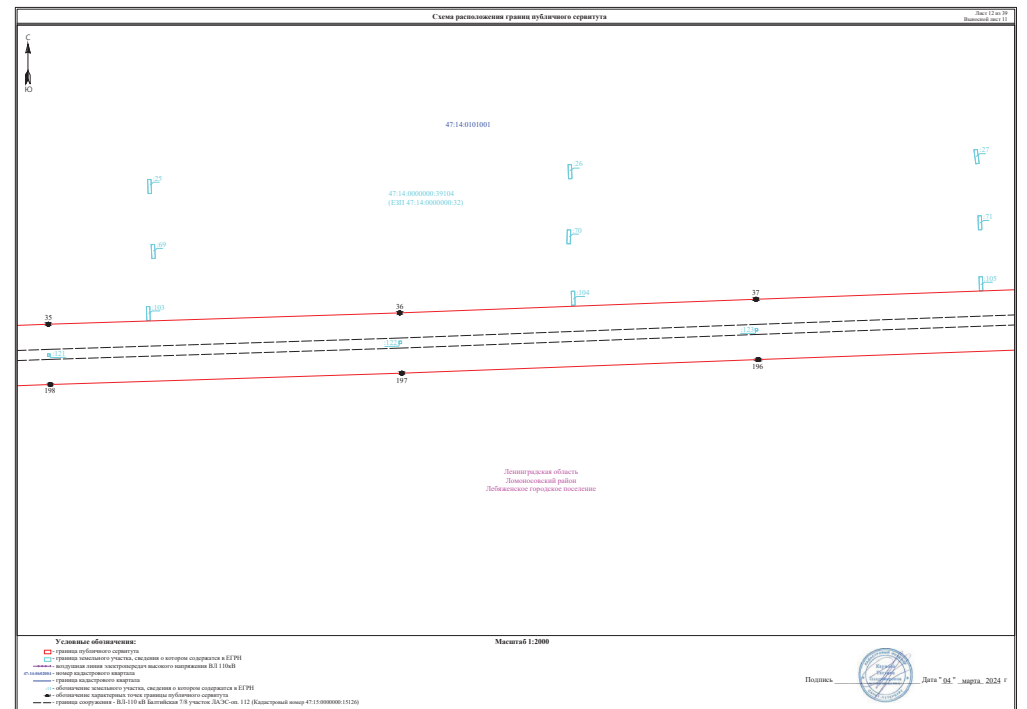 Схема расположения границ публичного сервитута
Лист 12 из 39
Выносной лист 11
С
Ю
47:14:0101001
:25
:26
:27
47:14:0000000:39104
(ЕЗП 47:14:0000000:32)
:69
:70
:71
:103
:104
:105
35
36
37
:121
:123
198
197
196
Ленинградская область
Ломоносовский район
Лебяженское городское поселение
Условные обозначения:
Масштаб 1:2000
- граница публичного сервитута
- граница земельного участка, сведения о котором содержатся в ЕГРН
- воздушная линия электропередач высокого напряжения ВЛ 110кВ
- номер кадастрового квартала
- граница кадастрового квартала
- обозначение земельного участка, сведения о котором содержатся в ЕГРН
- обозначение характерных точек границы публичного сервитута
- граница сооружения - ВЛ-110 кВ Балтийская 7/8 участок ЛАЭС-оп. 112 (Кадастровый номер 47:15:0000000:15126)
Подпись Дата "04" марта 2024 г